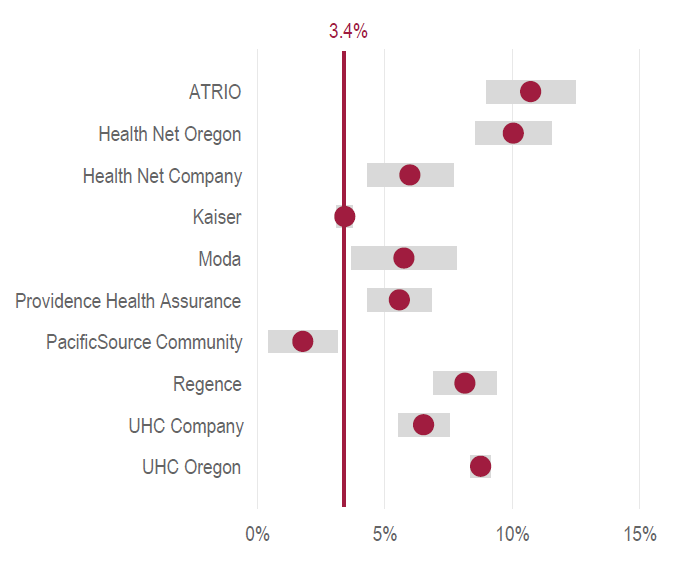 3.4%
ATRIO
Health Net Oregon
Health Net Company
Kaiser
Moda
Providence Health Assurance
PacificSource Community
Regence
UHC Company
UHC Oregon
0% 5% 10% 15%